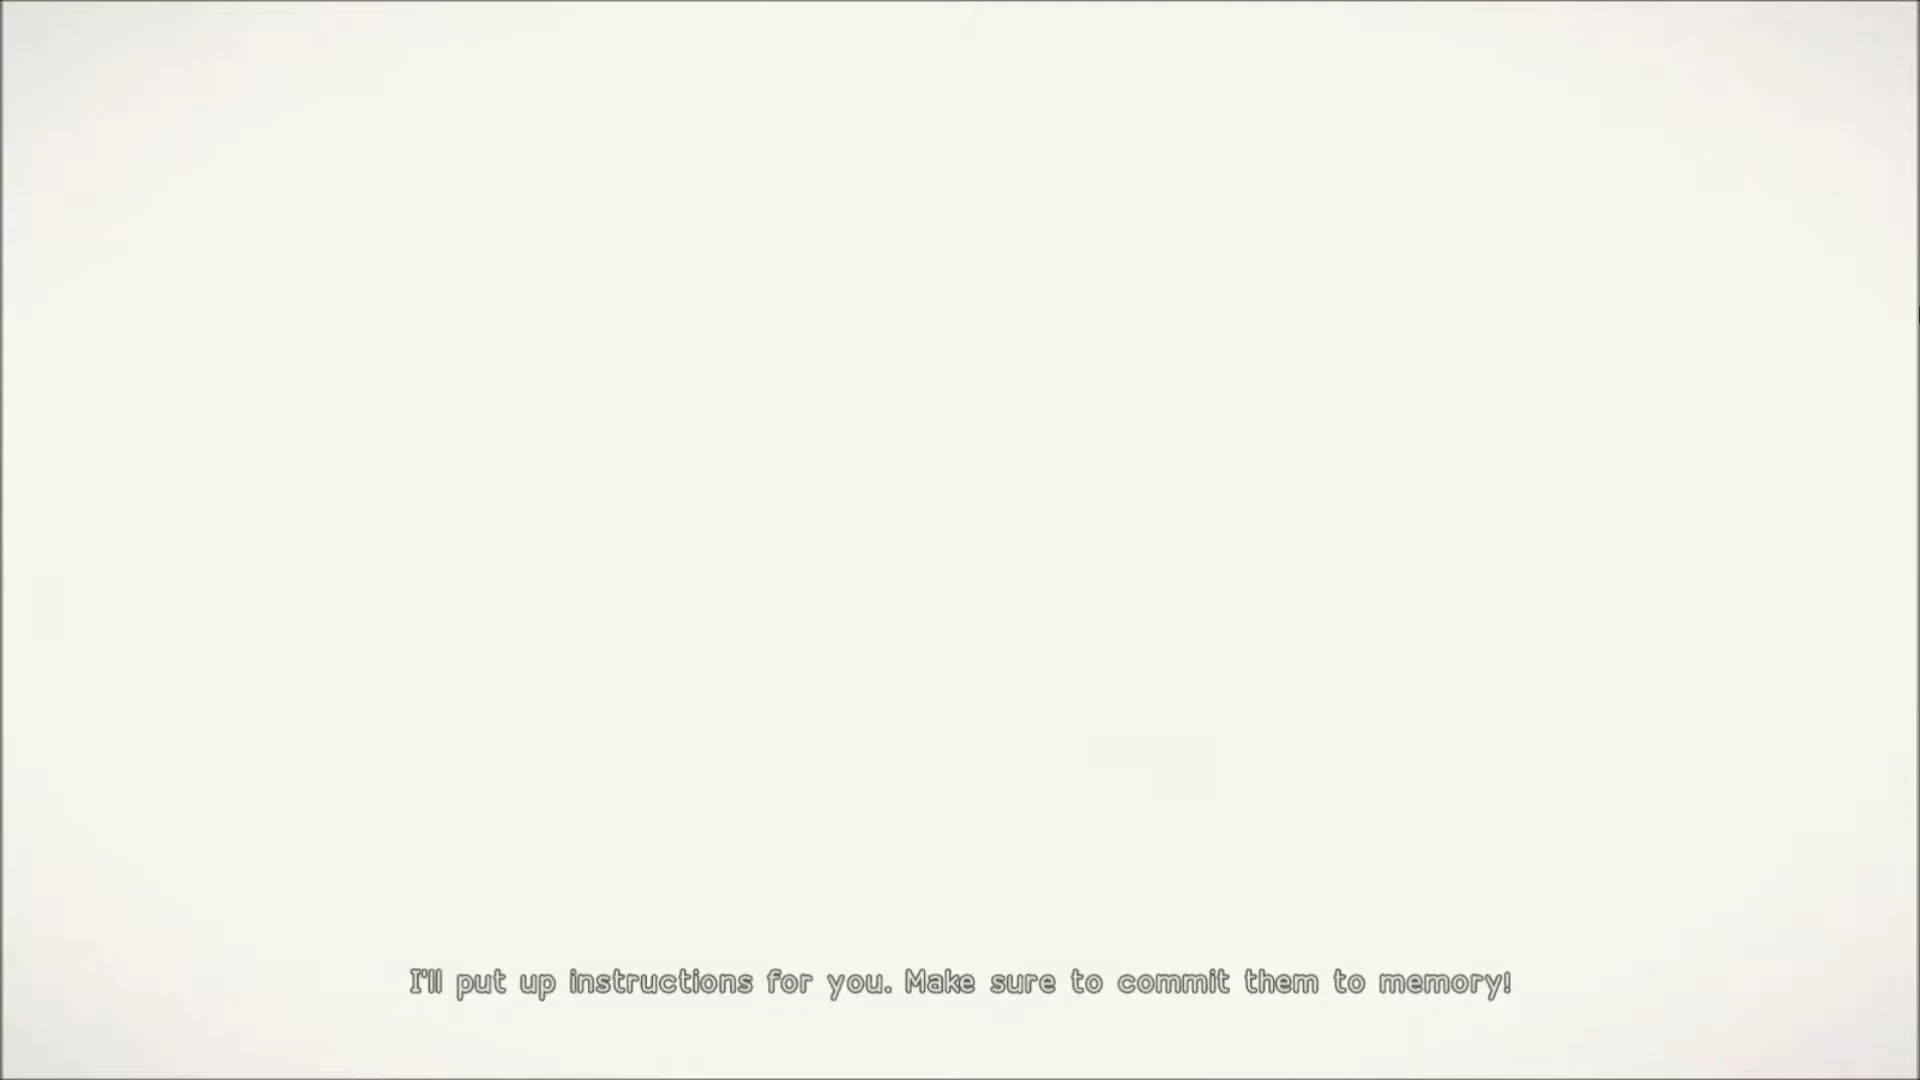 I'll put up instructions for you. Make sure to commit them to memory!